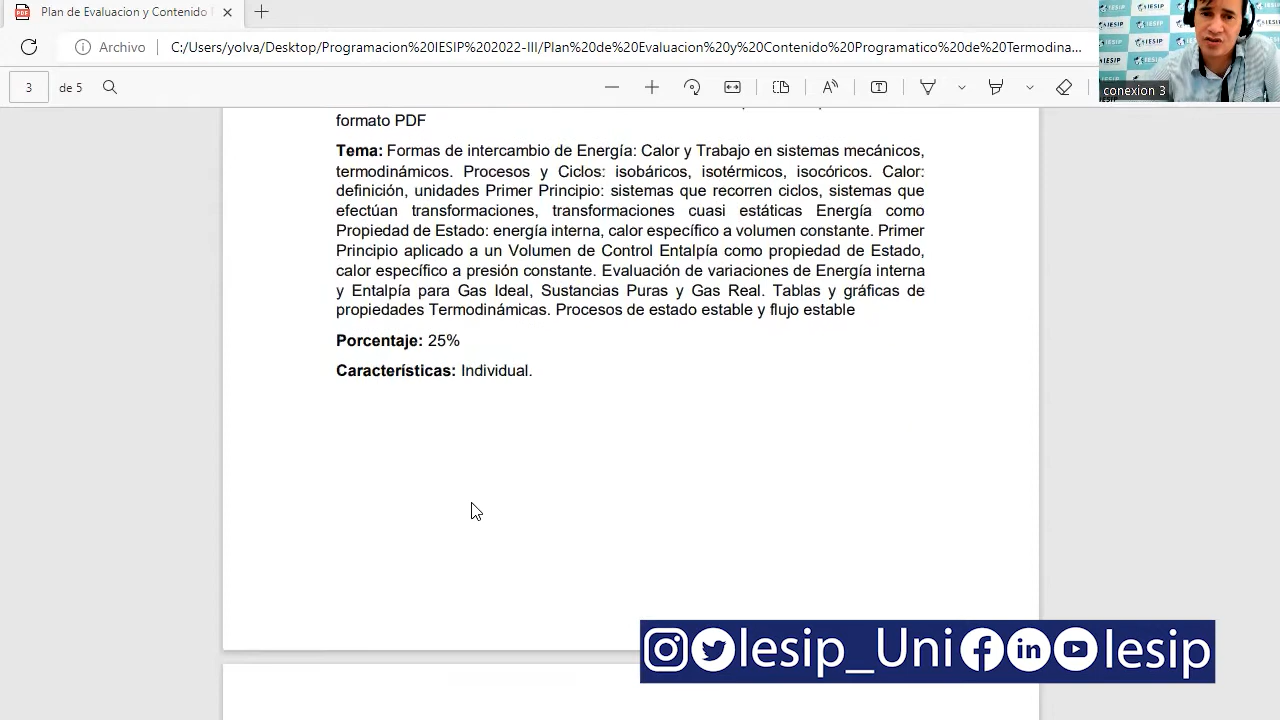 Plan de Evaluacion y Contenido
Archivo
C:/Users/yolva/Desktop/Programacion%20IESIP%202022-III/Plan%20de%20Evaluacion%20y%20Contenido%20Programatico%20de%20Termodina...
IESIP
conexion 3
3 de 5
formato PDF
Tema: Formas de intercambio de Energía: Calor y Trabajo en sistemas mecánicos,
termodinámicos. Procesos y Ciclos: isobáricos, isotérmicos, isocóricos. Calor:
definición, unidades Primer Principio: sistemas que recorren ciclos, sistemas que
efectúan transformaciones, transformaciones cuasi estáticas Energía como
Propiedad de Estado: energía interna, calor específico a volumen constante. Primer
Principio aplicado a un Volumen de Control Entalpía como propiedad de Estado,
calor específico a presión constante. Evaluación de variaciones de Energía interna
y Entalpía para Gas Ideal, Sustancias Puras y Gas Real. Tablas y gráficas de
propiedades Termodinámicas. Procesos de estado estable y flujo estable
Porcentaje: 25%
Características: Individual.
Iesip_Uni Iesip